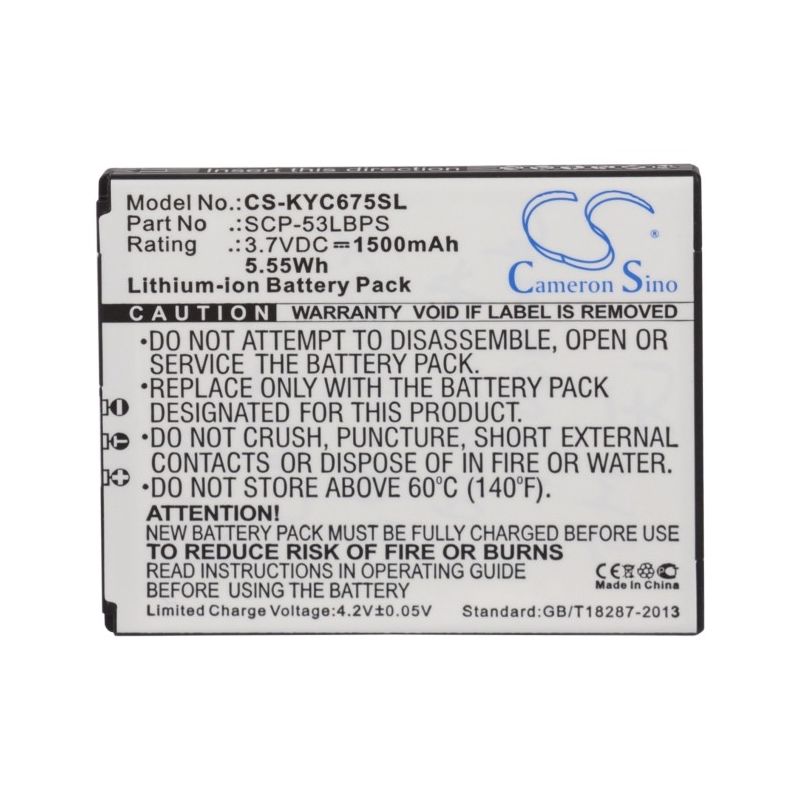 Insert this
Model No.:CS-KYC675SL
Part No :SCP-53LBPS
Rating :3.7VDC 1500mAh
5.55Wh
Lithium-ion Battery Pack
CS
®
Cameron Sino
CAUTION WARRANTY VOID IF LABEL IS REMOVED
•DO NOT ATTEMPT TO DISASSEMBLE, OPEN OR
SERVICE THE BATTERY PACK.
•REPLACE ONLY WITH THE BATTERY PACK
DESIGNATED FOR THIS PRODUCT.
•DO NOT CRUSH, PUNCTURE, SHORT EXTERNAL
CONTACTS OR DISPOSE OF IN FIRE OR WATER.
•DO NOT STORE ABOVE 60°C (140°F).
ATTENTION!
NEW BATTERY PACK MUST BE FULLY CHARGED BEFORE USE
TO REDUCE RISK OF FIRE OR BURNS
READ INSTRUCTIONS IN OPERATING GUIDE BEFORE
USING THE BATTERY
CE
Made in China
Limited Charge Voltage:4.2V±0.05V Standard:GB/T18287-2013